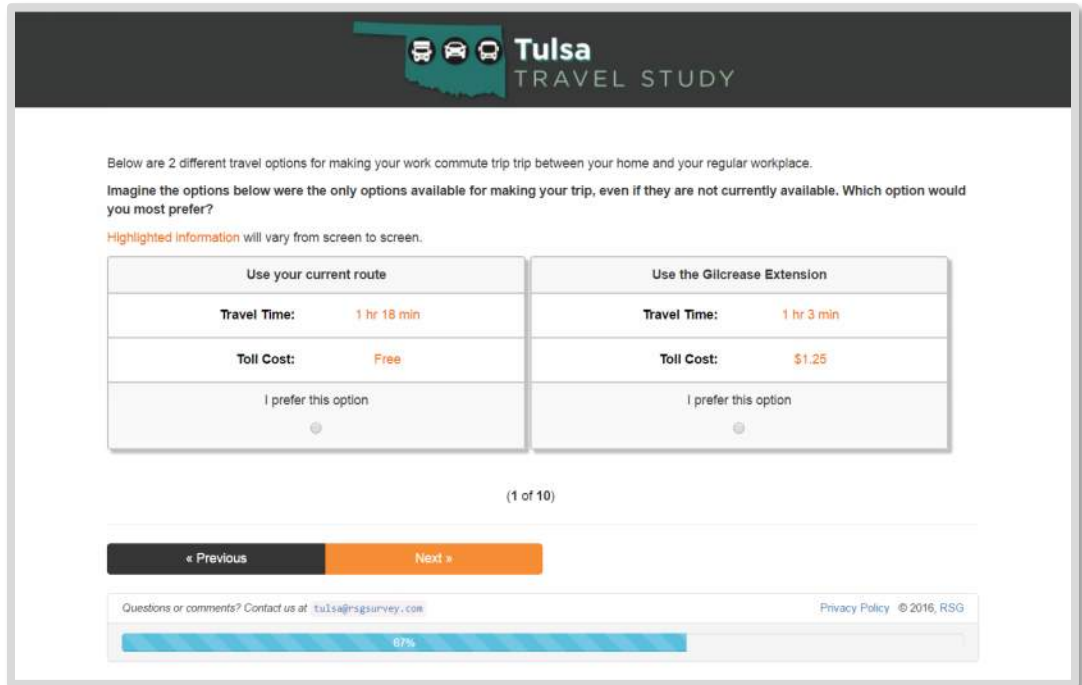 Tulsa
TRAVEL STUDY
Below are 2 different travel options for making your work commute trip trip between your home and your regular workplace.
Imagine the options below were the only options available for making your trip, even if they are not currently available. Which option would
you most prefer?
Highlighted information will vary from screen to screen.
Use your current route
Use the Gilcrease Extension
Travel Time: 1 hr 18 min
Travel Time: 1 hr 3 min
Toll Cost: Free
Toll Cost: $1.25
I prefer this option
I prefer this option
(1 of 10)
« Previous
Next »
Questions or comments? Contact us at tulsa@rsgsurvey.com
Privacy Policy © 2016, RSG
67%